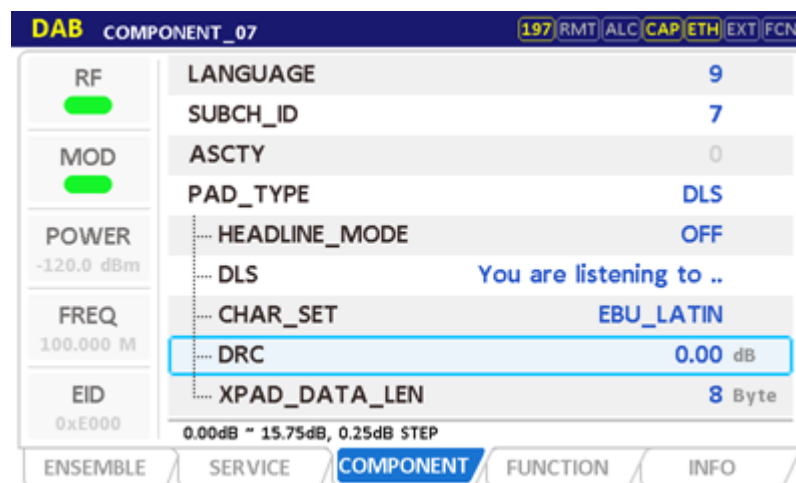 DAB COMPONENT_07 197 RMT ALC CAP ETH EXT FCN
RF
MOD
POWER
-120.0 dBm
FREQ
100.000 M
EID
0xE000
LANGUAGE 9
SUBCH_ID 7
ASCTY 0
PAD_TYPE DLS
HEADLINE_MODE OFF
DLS You are listening to ..
CHAR_SET EBU_LATIN
DRC 0.00 dB
XPAD_DATA_LEN 8 Byte
0.00dB ~ 15.75dB, 0.25dB STEP
ENSEMBLE SERVICE COMPONENT FUNCTION INFO